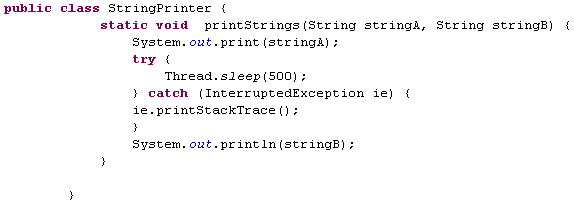 public class StringPrinter {
static void  printStrings(String stringA, String stringB) {
System.out.print(stringA);
try {
Thread.sleep(500);
} catch (InterruptedException ie) {
ie.printStackTrace();
}
System.out.println(stringB);
}
}